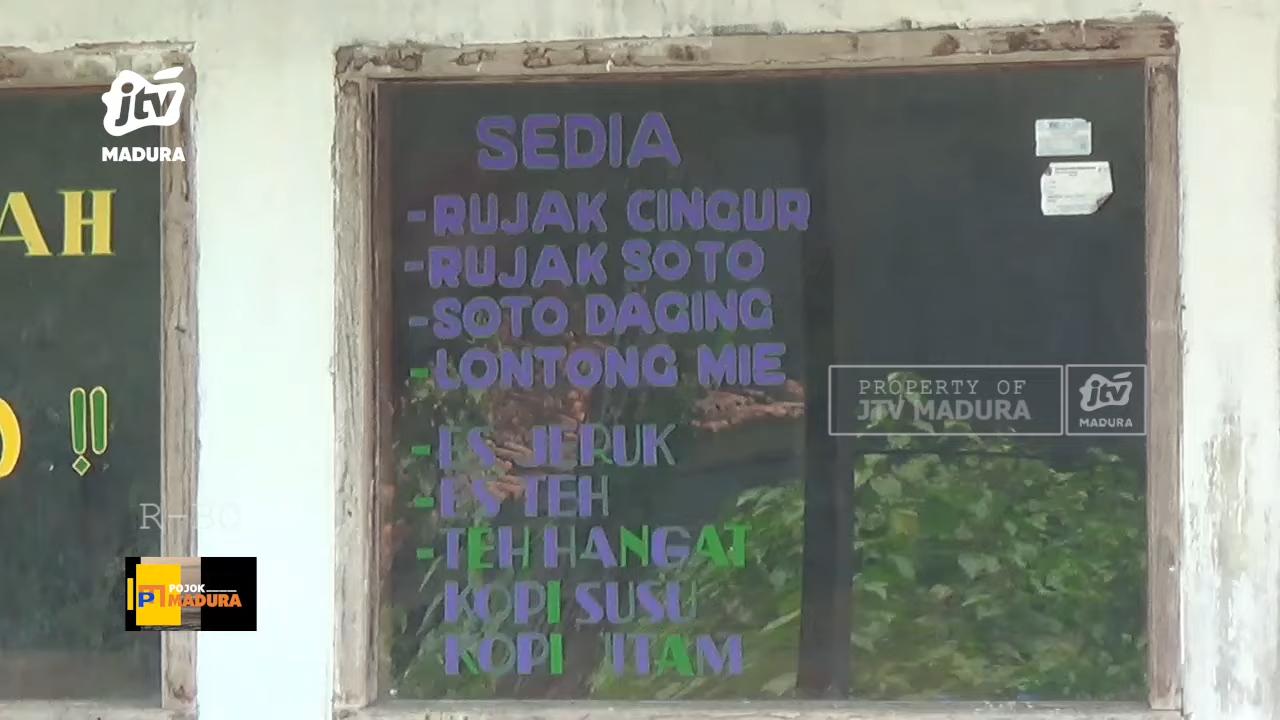 jtv
MADURA
AH
O !!
SEDIA
-RUJAK CINGUR
-RUJAK SOTO
-SOTO DAGING
-LONTONG MIE
-ES JERUK
-ES TEH
-TEH HANGAT
KOPI SUSU
KOPI ITAM
PROPERTY OF
JTV MADURA
jtv
MADURA
POJOK
MADURA